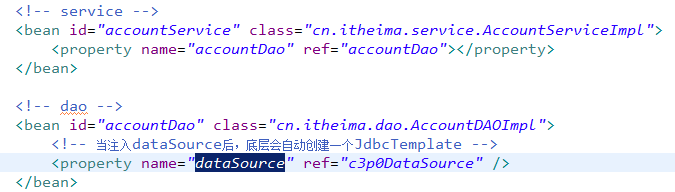 <!-- service -->
<bean id="accountService" class="cn.itheima.service.AccountServiceImpl">
<property name="accountDao" ref="accountDao"></property>
</bean>
<!-- dao -->
<bean id="accountDao" class="cn.itheima.dao.AccountDAOImpl">
<!-- 当注入dataSource后，底层会自动创建一个JdbcTemplate -->
<property name="dataSource" ref="c3p0DataSource" />
</bean>